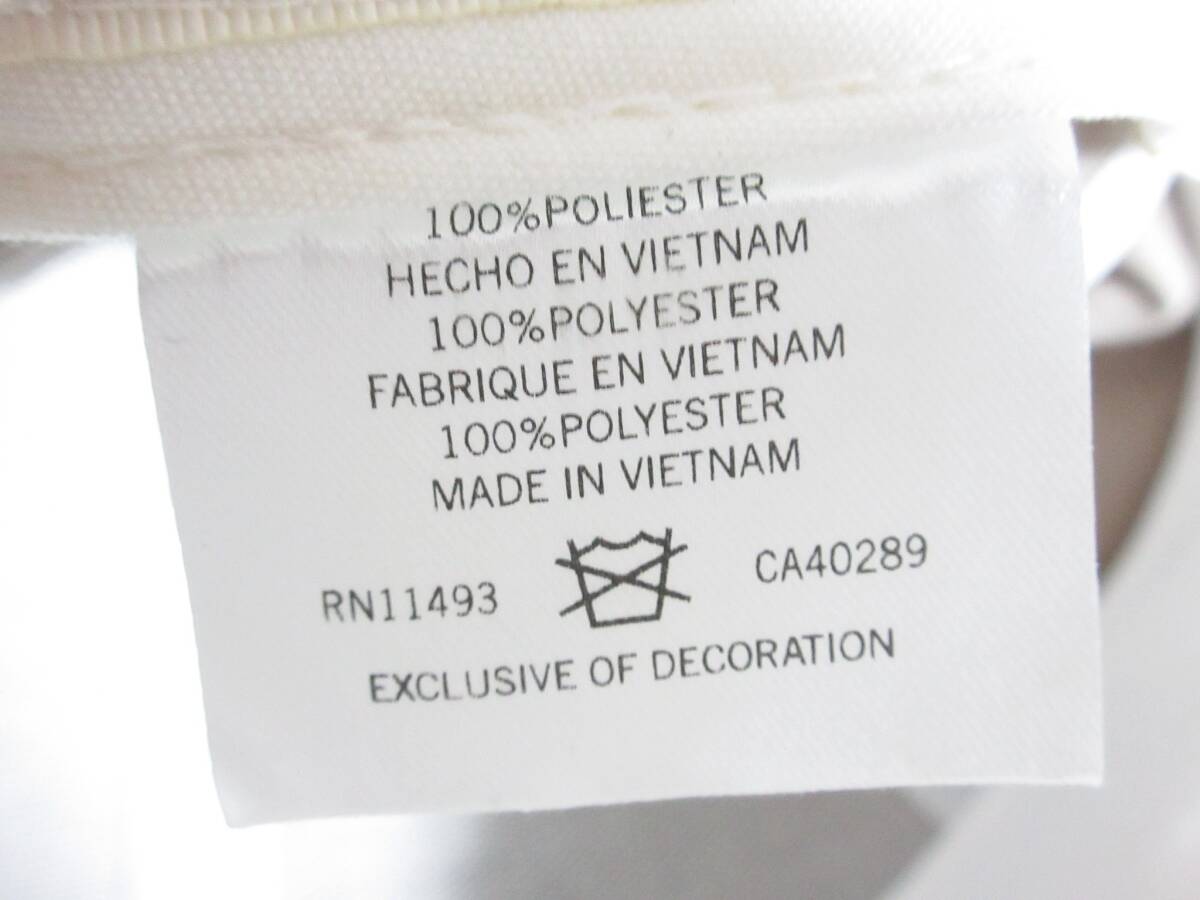 100%POLIESTER
HECHO EN VIETNAM
100%POLYESTER
FABRIQUE EN VIETNAM
100%POLYESTER
MADE IN VIETNAM
RN11493 CA40289
EXCLUSIVE OF DECORATION